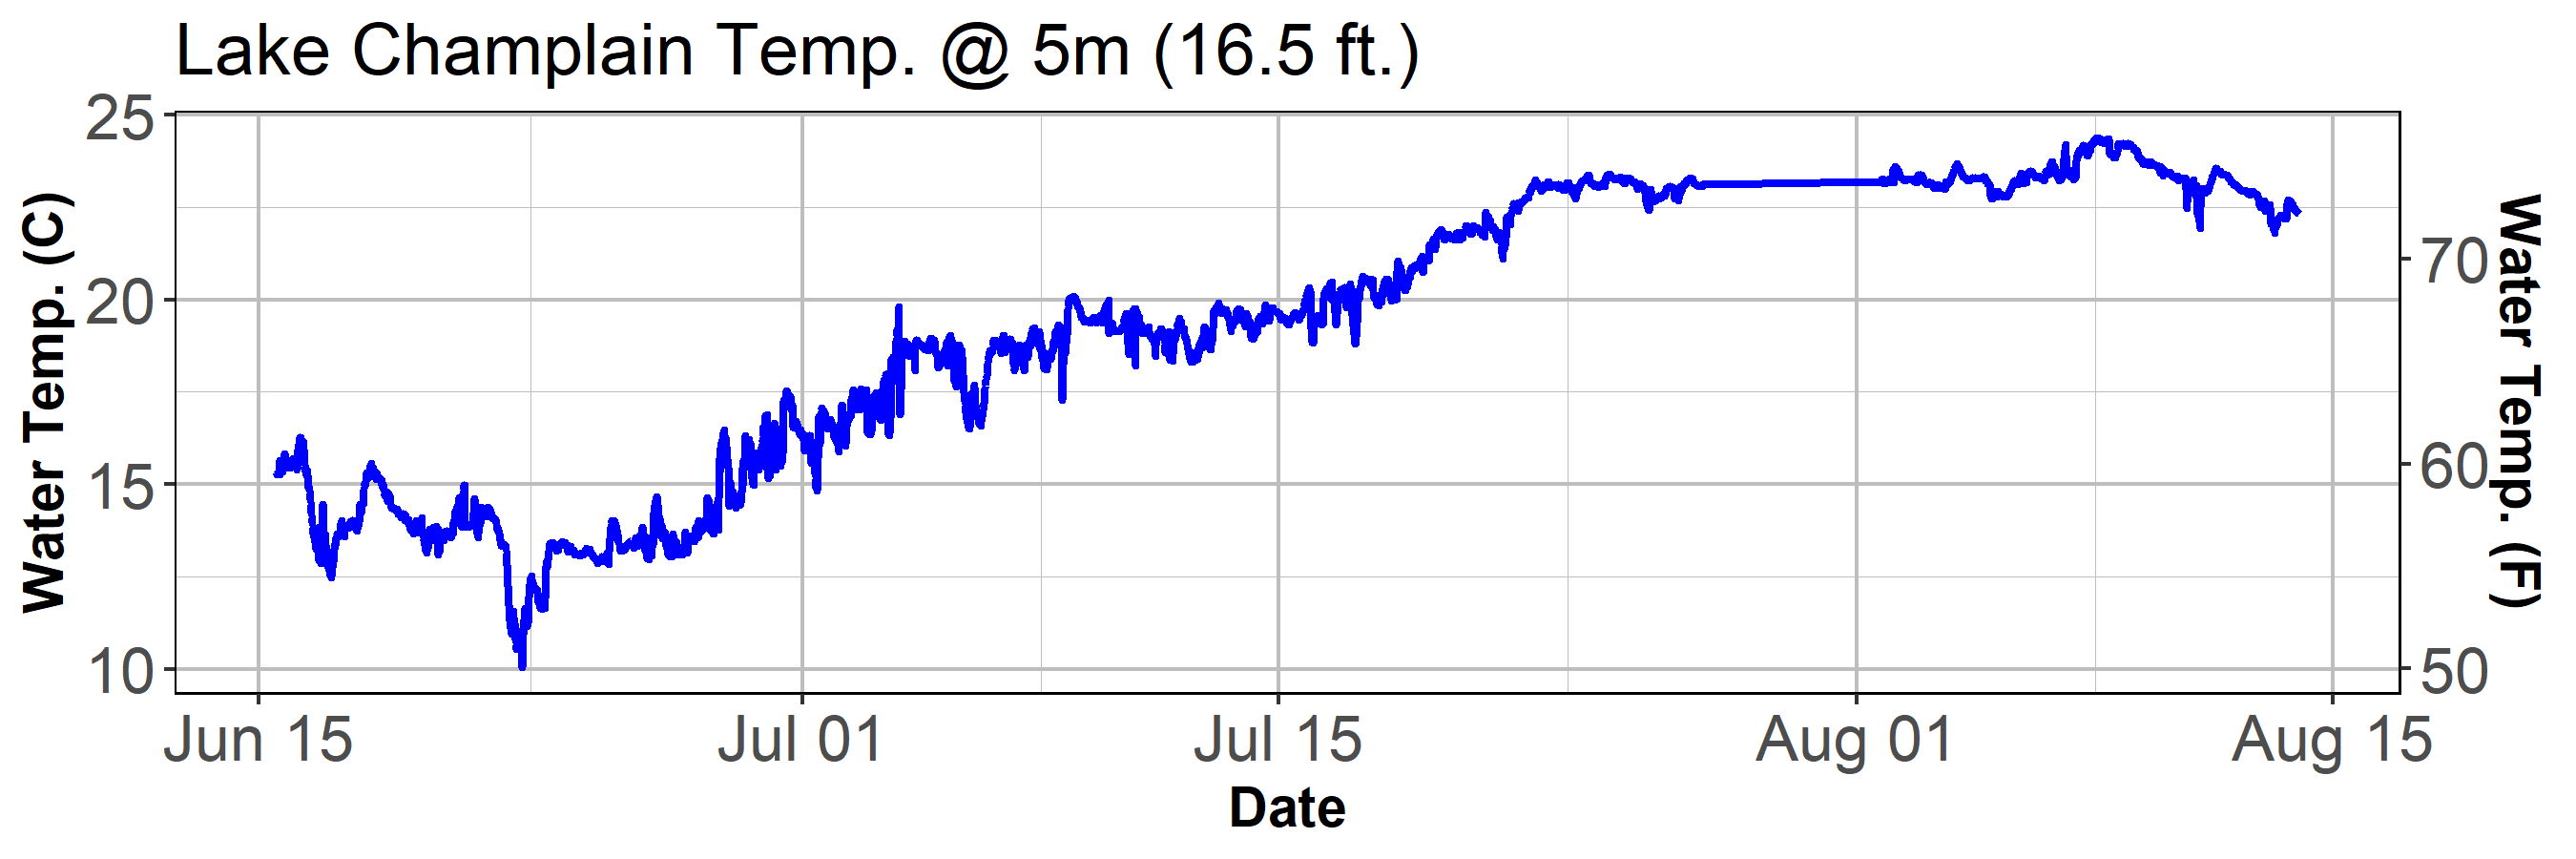 Lake Champlain Temp. @ 5m (16.5 ft.)
25
20
15
10
Water Temp. (C)
70
60
50
Water Temp. (F)
Jun 15 Jul 01 Jul 15 Aug 01 Aug 15
Date